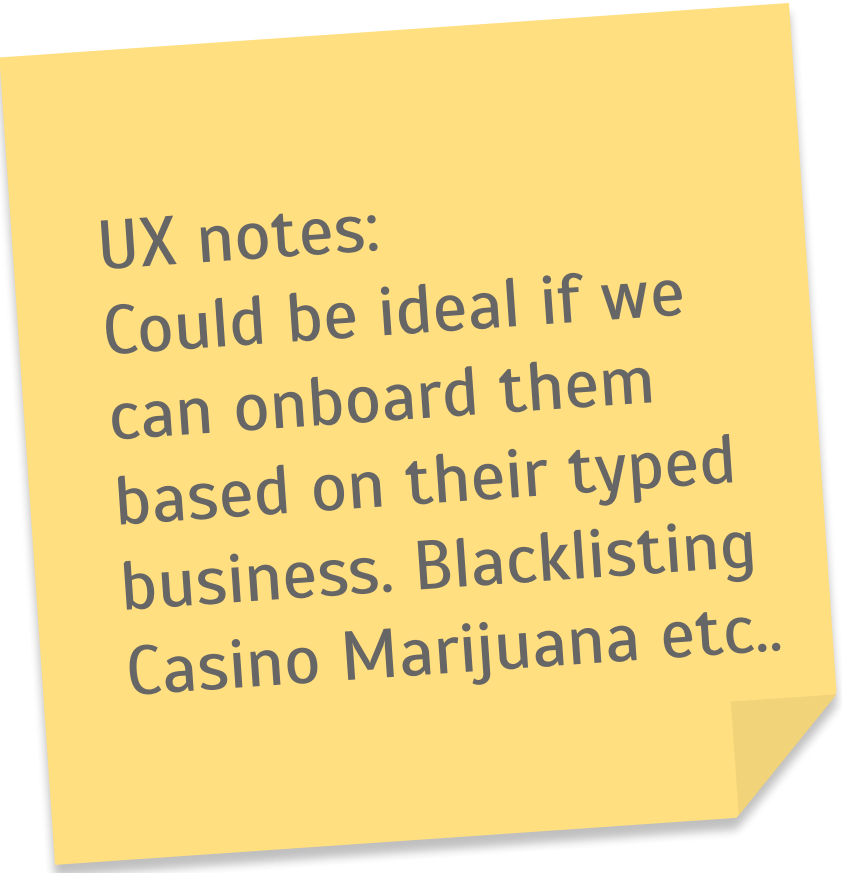 UX notes:
Could be ideal if we
can onboard them
based on their typed
business. Blacklisting
Casino Marijuana etc..